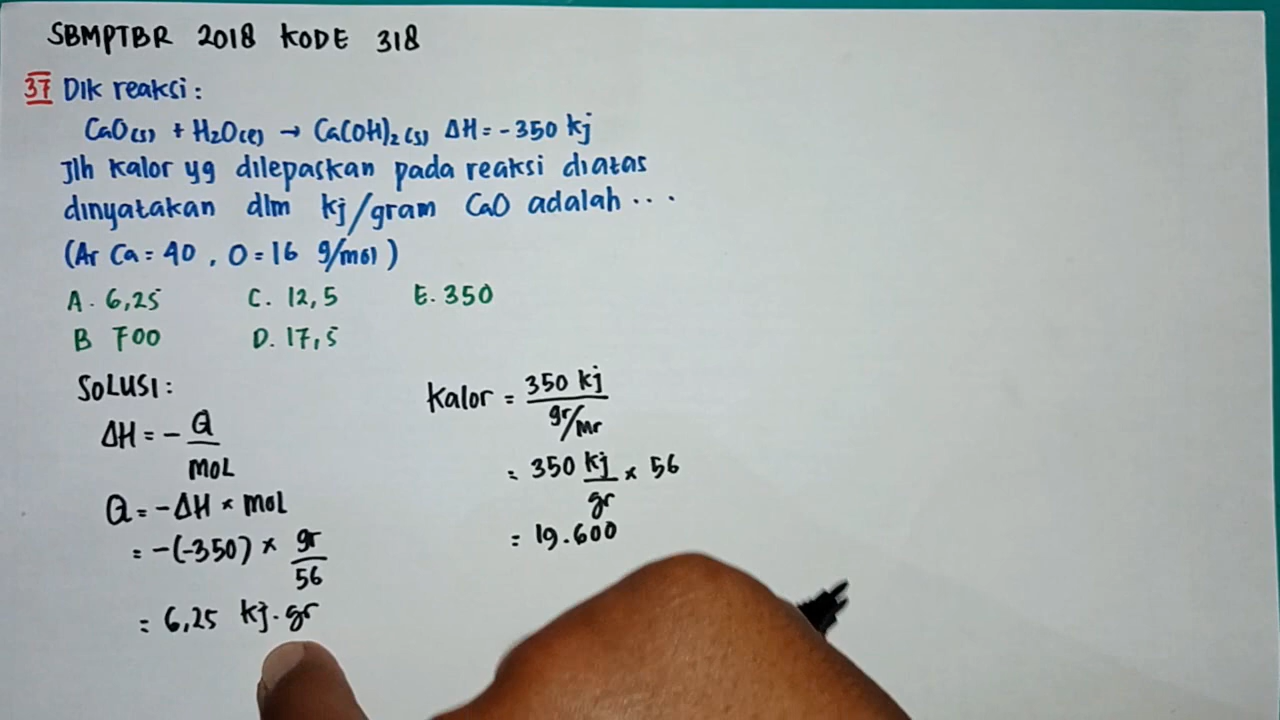 SBMPTBR 2018 KODE 318
37 Dik reaksi:
CaO(s) + H2O(l) → Ca(OH)2 (s) ΔH = -350 kj
Jlh kalor yg dilepaskan pada reaksi diatas
dinyatakan dlm kj/gram CaO adalah ...
(Ar Ca = 40 , O = 16 g/mol)
A. 6,25 C. 12,5 E. 350
B 700 D. 17,5
SOLUSI:
ΔH = - Q
MOL
Q = -ΔH × mol
= -(-350) × gr
56
= 6,25 kj.gr
Kalor = 350 kj
gr/Mr
= 350 kj × 56
gr
= 19.600